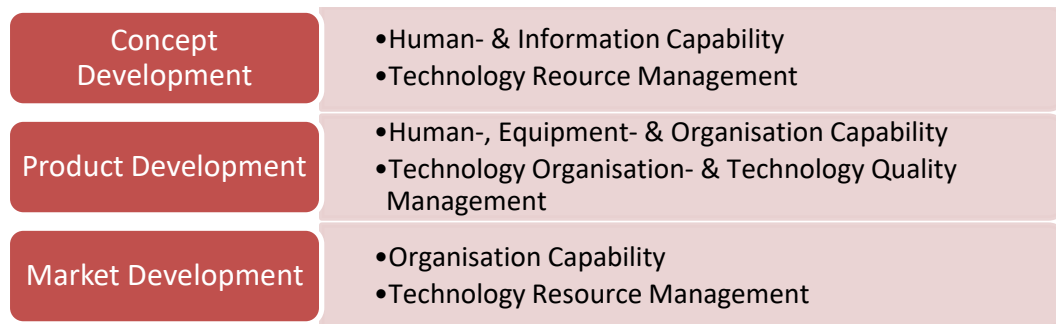 Concept
Development
•Human- & Information Capability
•Technology Reource Management
Product Development
•Human-, Equipment- & Organisation Capability
•Technology Organisation- & Technology Quality
Management
Market Development
•Organisation Capability
•Technology Resource Management